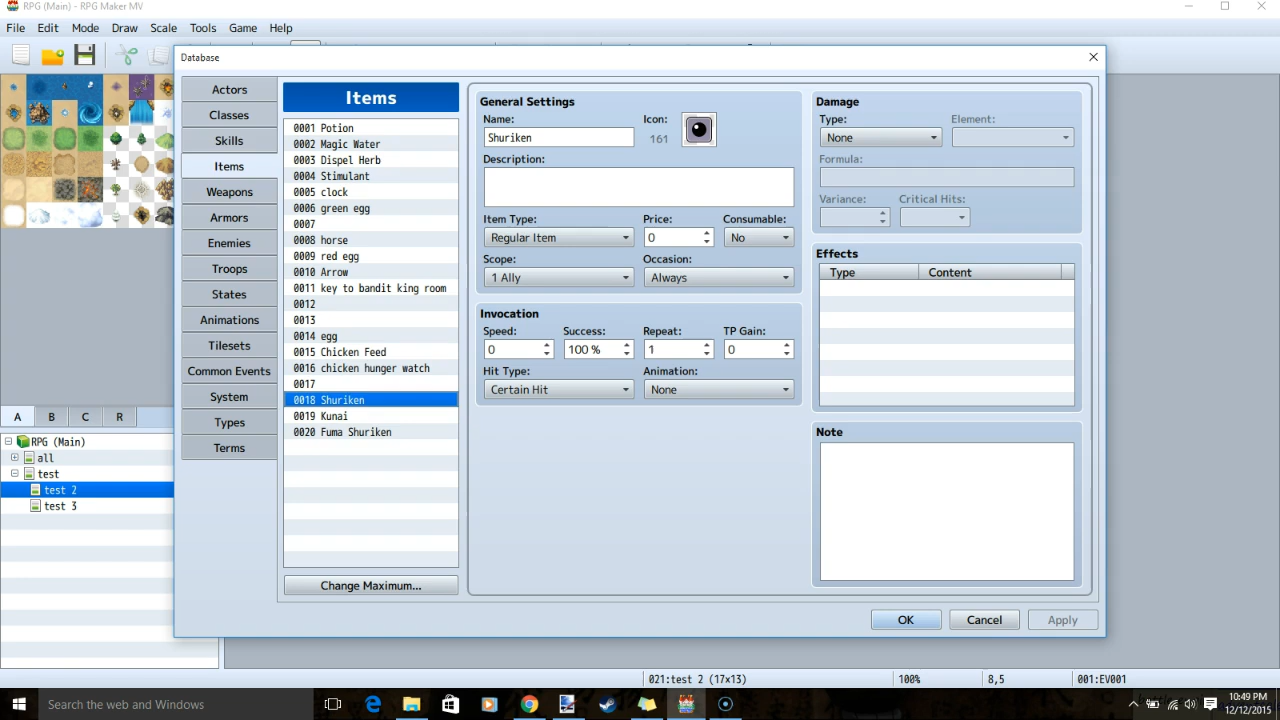 RPG (Main) - RPG Maker MV
File Edit Mode Draw Scale Tools Game Help
Database
Actors
Classes
Skills
Items
Weapons
Armors
Enemies
Troops
States
Animations
Tilesets
Common Events
System
Types
Terms
Items
0001 Potion
0002 Magic Water
0003 Dispel Herb
0004 Stimulant
0005 clock
0006 green egg
0007
0008 horse
0009 red egg
0010 Arrow
0011 key to bandit king room
0012
0013
0014 egg
0015 Chicken Feed
0016 chicken hunger watch
0017
0018 Shuriken
0019 Kunai
0020 Fuma Shuriken
Change Maximum...
General Settings
Name: Icon:
Shuriken 161
Description:
Item Type: Price: Consumable:
Regular Item 0 No
Scope: Occasion:
1 Ally Always
Invocation
Speed: Success: Repeat: TP Gain:
0 100 % 1 0
Hit Type: Animation:
Certain Hit None
Damage
Type: Element:
None
Formula:
Variance: Critical Hits:
Effects
Type Content
Note
OK Cancel Apply
A B C R
RPG (Main)
all
test
test 2
test 3
021:test 2 (17x13) 100% 8,5 001:EV001
Search the web and Windows
10:49 PM
12/12/2015